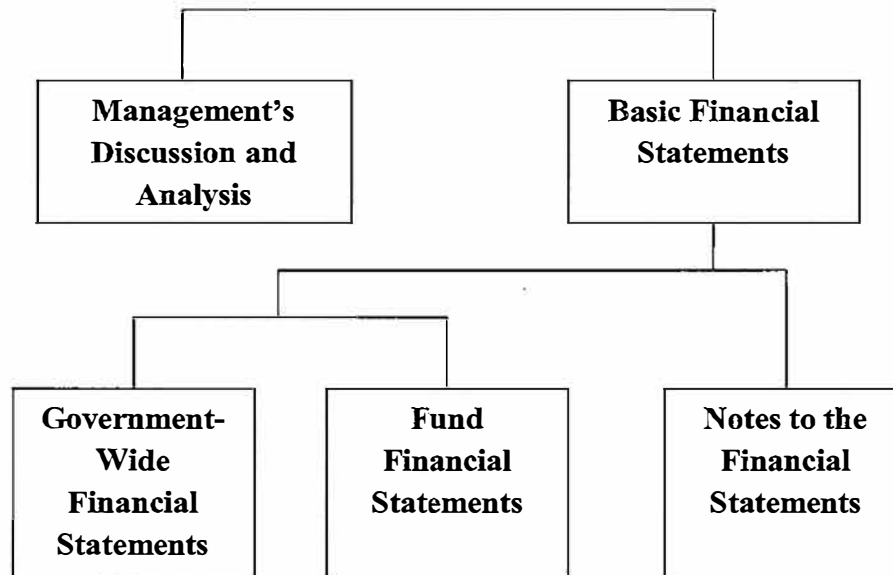 Management's
Discussion and
Analysis
Basic Financial
Statements
Government-
Wide
Financial
Statements
Fund
Financial
Statements
Notes to the
Financial
Statements